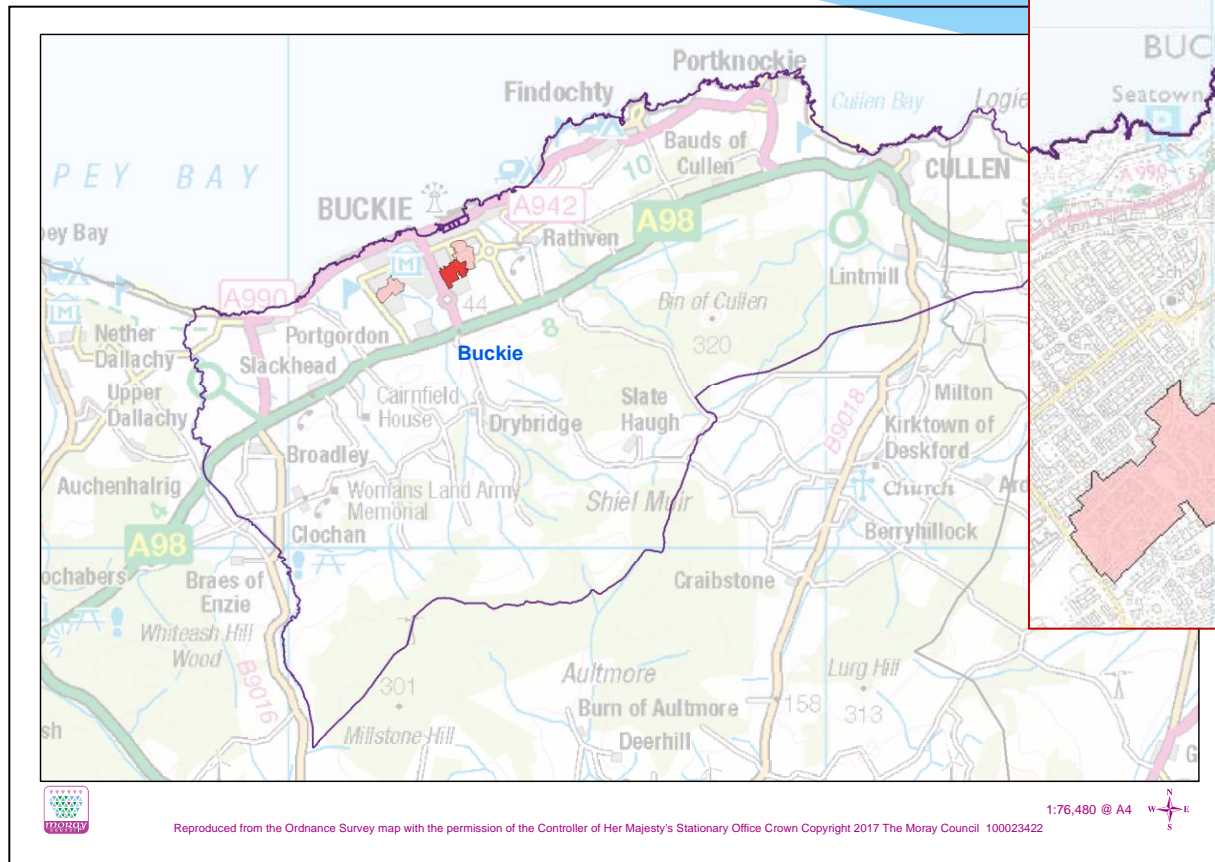 BUC
Portknockie
Seatown
Findochty
Cullen Bay
Logie
Bauds of
Cullen
10
CULLEN
A 990
PEY BAY
BUCKIE
A942
A98
ey Bay
Rathven
M
Lintmill
Sch
A990
44
Bin of Cullen
Nether
Dallachy
Portgordon
8
320
Buckie
Slackhead
Upper
Dallachy
Cairnfield
House
Slate
Haugh
Milton
Drybridge
B9018
Kirktown of
Deskford
Broadley
Auchenhalrig
Womans Land Army
Memorial
Shiel Muir
Church
Ard
4
A98
Clochan
Berryhillock
ochabers
Braes of
Enzie
Craibstone
Whiteash Hill
Wood
B9016
301
Aultmore
Lurg Hill
Burn of Aultmore
158
313
sh
Millstone Hill
Deerhill
G
moray
council
Reproduced from the Ordnance Survey map with the permission of the Controller of Her Majesty's Stationary Office Crown Copyright 2017 The Moray Council 100023422
1:76,480 @ A4
N
W
E
S